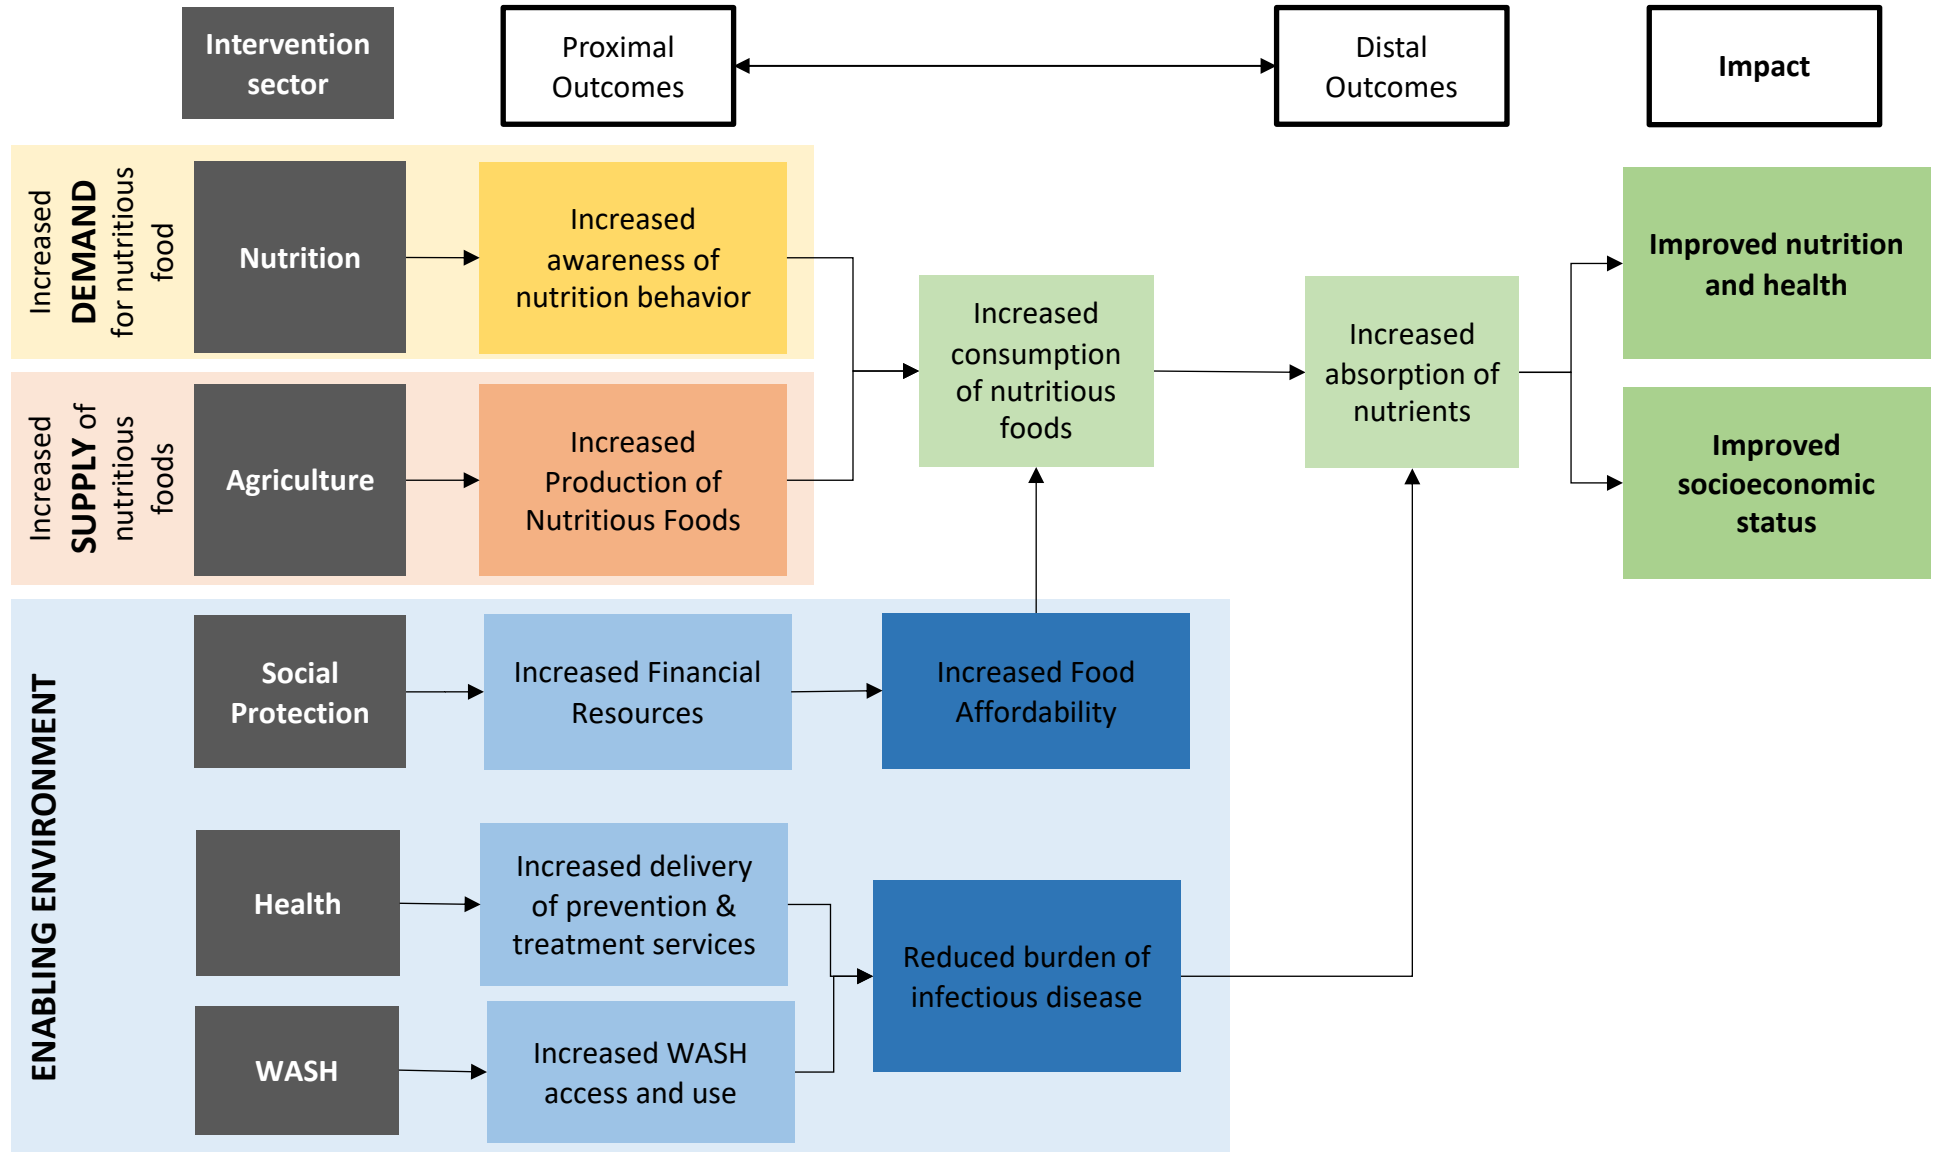 Intervention
sector
Proximal
Outcomes
Distal
Outcomes
Impact
Increased
DEMAND
for nutritious
food
Nutrition
Increased
awareness of
nutrition behavior
Increased
SUPPLY of
nutritious
foods
Agriculture
Increased
Production of
Nutritious Foods
Increased
consumption
of nutritious
foods
Increased
absorption of
nutrients
Improved nutrition
and health
Improved
socioeconomic
status
ENABLING ENVIRONMENT
Social
Protection
Increased Financial
Resources
Increased Food
Affordability
Health
Increased delivery
of prevention &
treatment services
WASH
Increased WASH
access and use
Reduced burden of
infectious disease